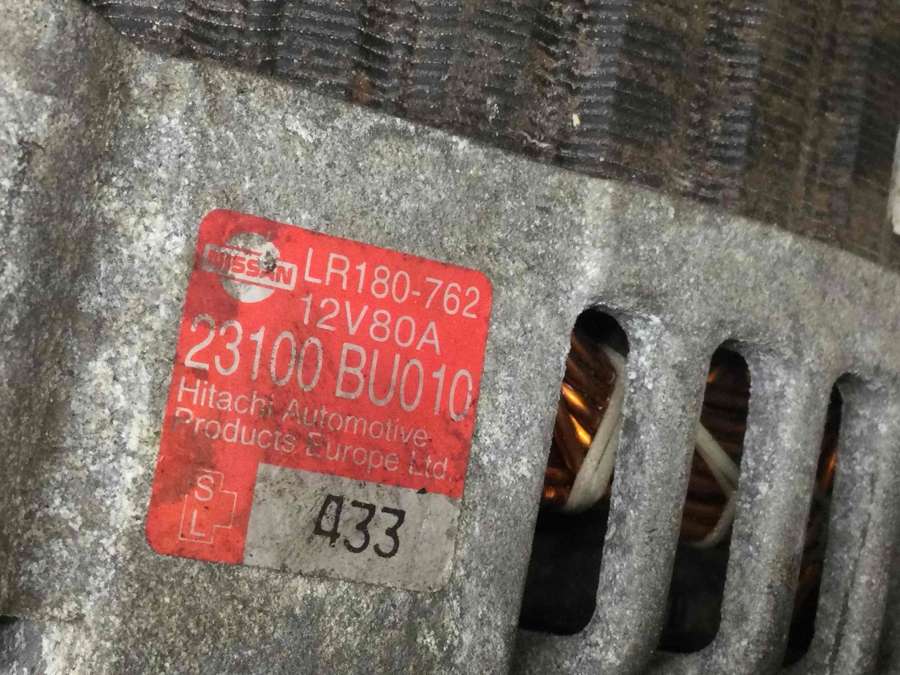 NISSAN LR180-762
12V80A
23100 BU010
Hitachi Automotive
Products Europe Ltd.
S
L
433